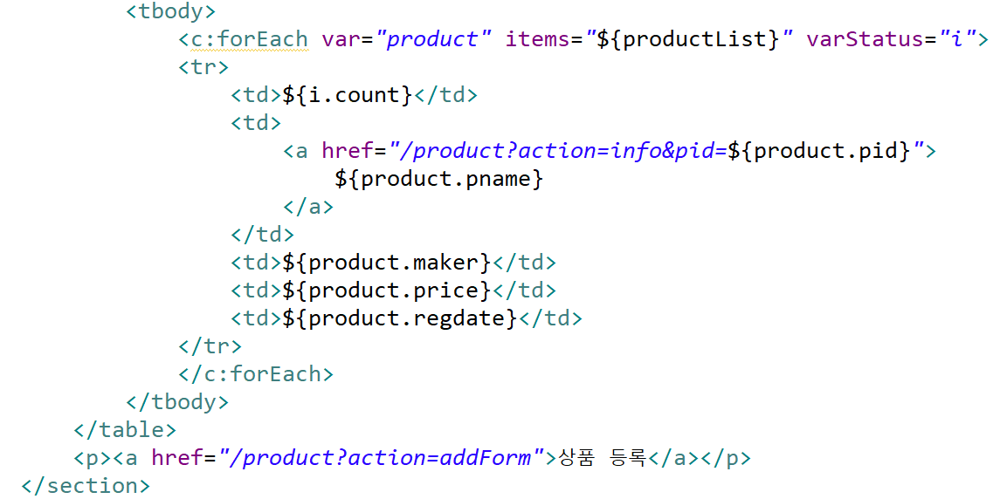 <tbody>
<c:forEach var="product" items="${productList}" varStatus="i">
<tr>
<td>${i.count}</td>
<td>
<a href="/product?action=info&pid=${product.pid}">
${product.pname}
</a>
</td>
<td>${product.maker}</td>
<td>${product.price}</td>
<td>${product.regdate}</td>
</tr>
</c:forEach>
</tbody>
</table>
<p><a href="/product?action=addForm">상품 등록</a></p>
</section>